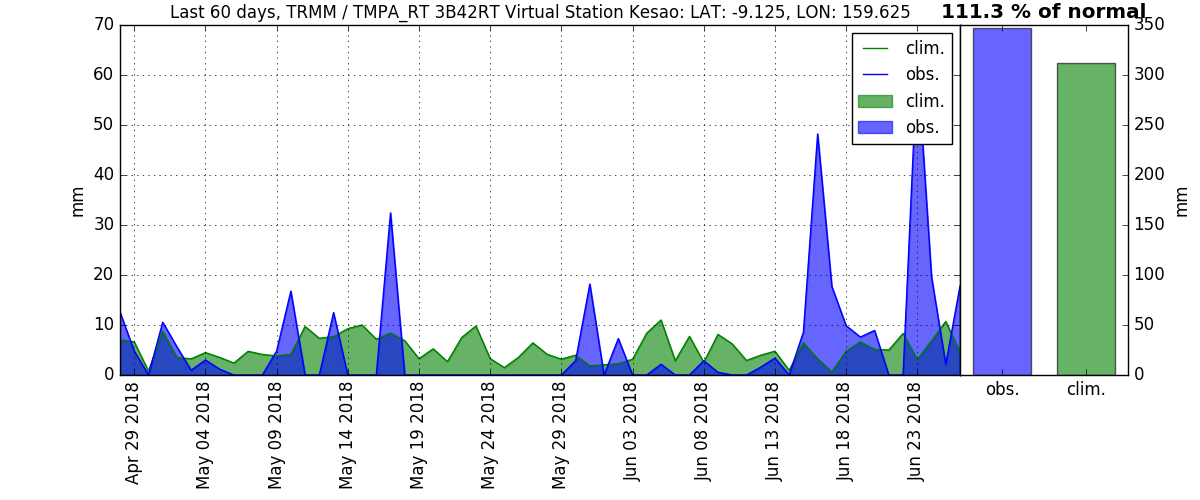 Last 60 days, TRMM / TMPA_RT 3B42RT Virtual Station Kesao: LAT: -9.125, LON: 159.625
111.3 % of normal
70
60
50
40
30
20
10
0
mm
clim.
obs.
clim.
obs.
350
300
250
200
150
100
50
0
mm
obs.
clim.
Apr 29 2018
May 04 2018
May 09 2018
May 14 2018
May 19 2018
May 24 2018
May 29 2018
Jun 03 2018
Jun 08 2018
Jun 13 2018
Jun 18 2018
Jun 23 2018